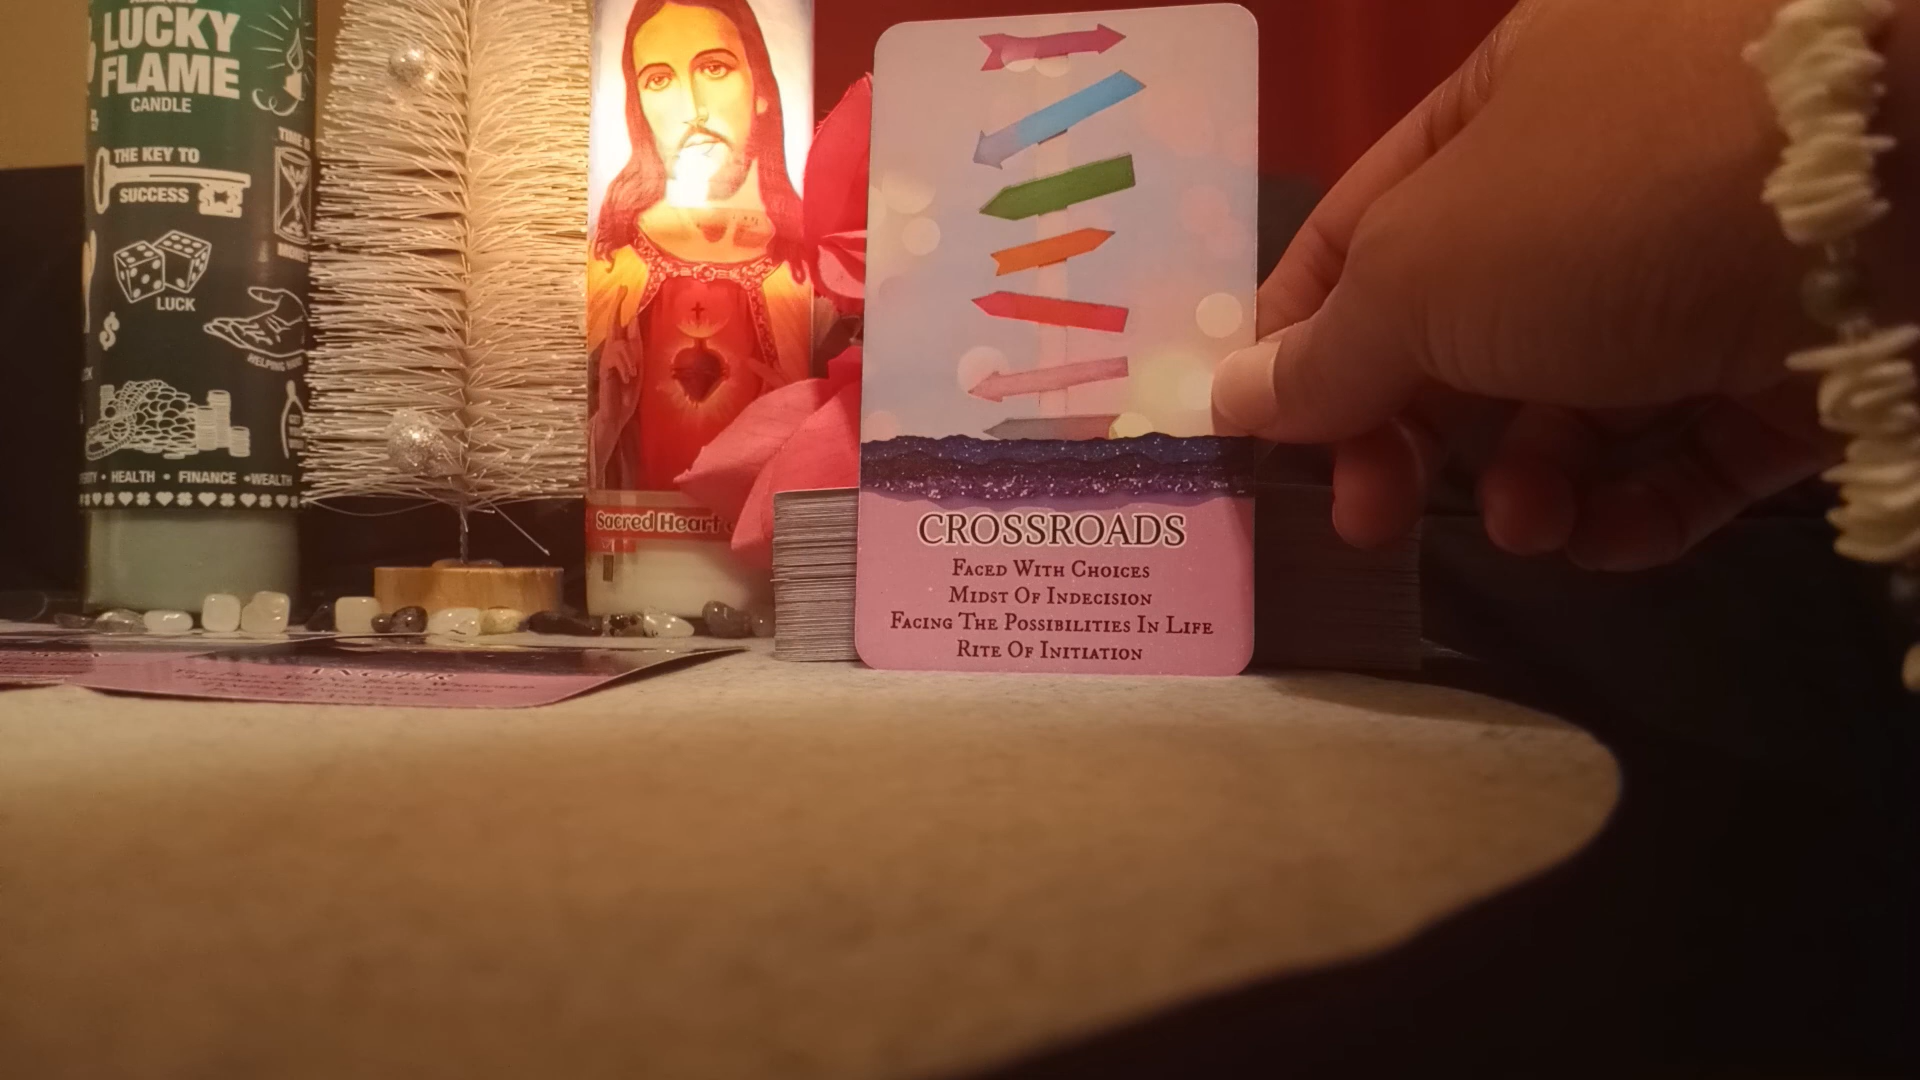 LUCKY
FLAME
CANDLE
THE KEY TO
SUCCESS
TIME
LUCK
$
HELPING
HEALTH • FINANCE •WEALTH
Sacred Heart
CROSSROADS
FACED WITH CHOICES
MIDST OF INDECISION
FACING THE POSSIBILITIES IN LIFE
RITE OF INITIATION